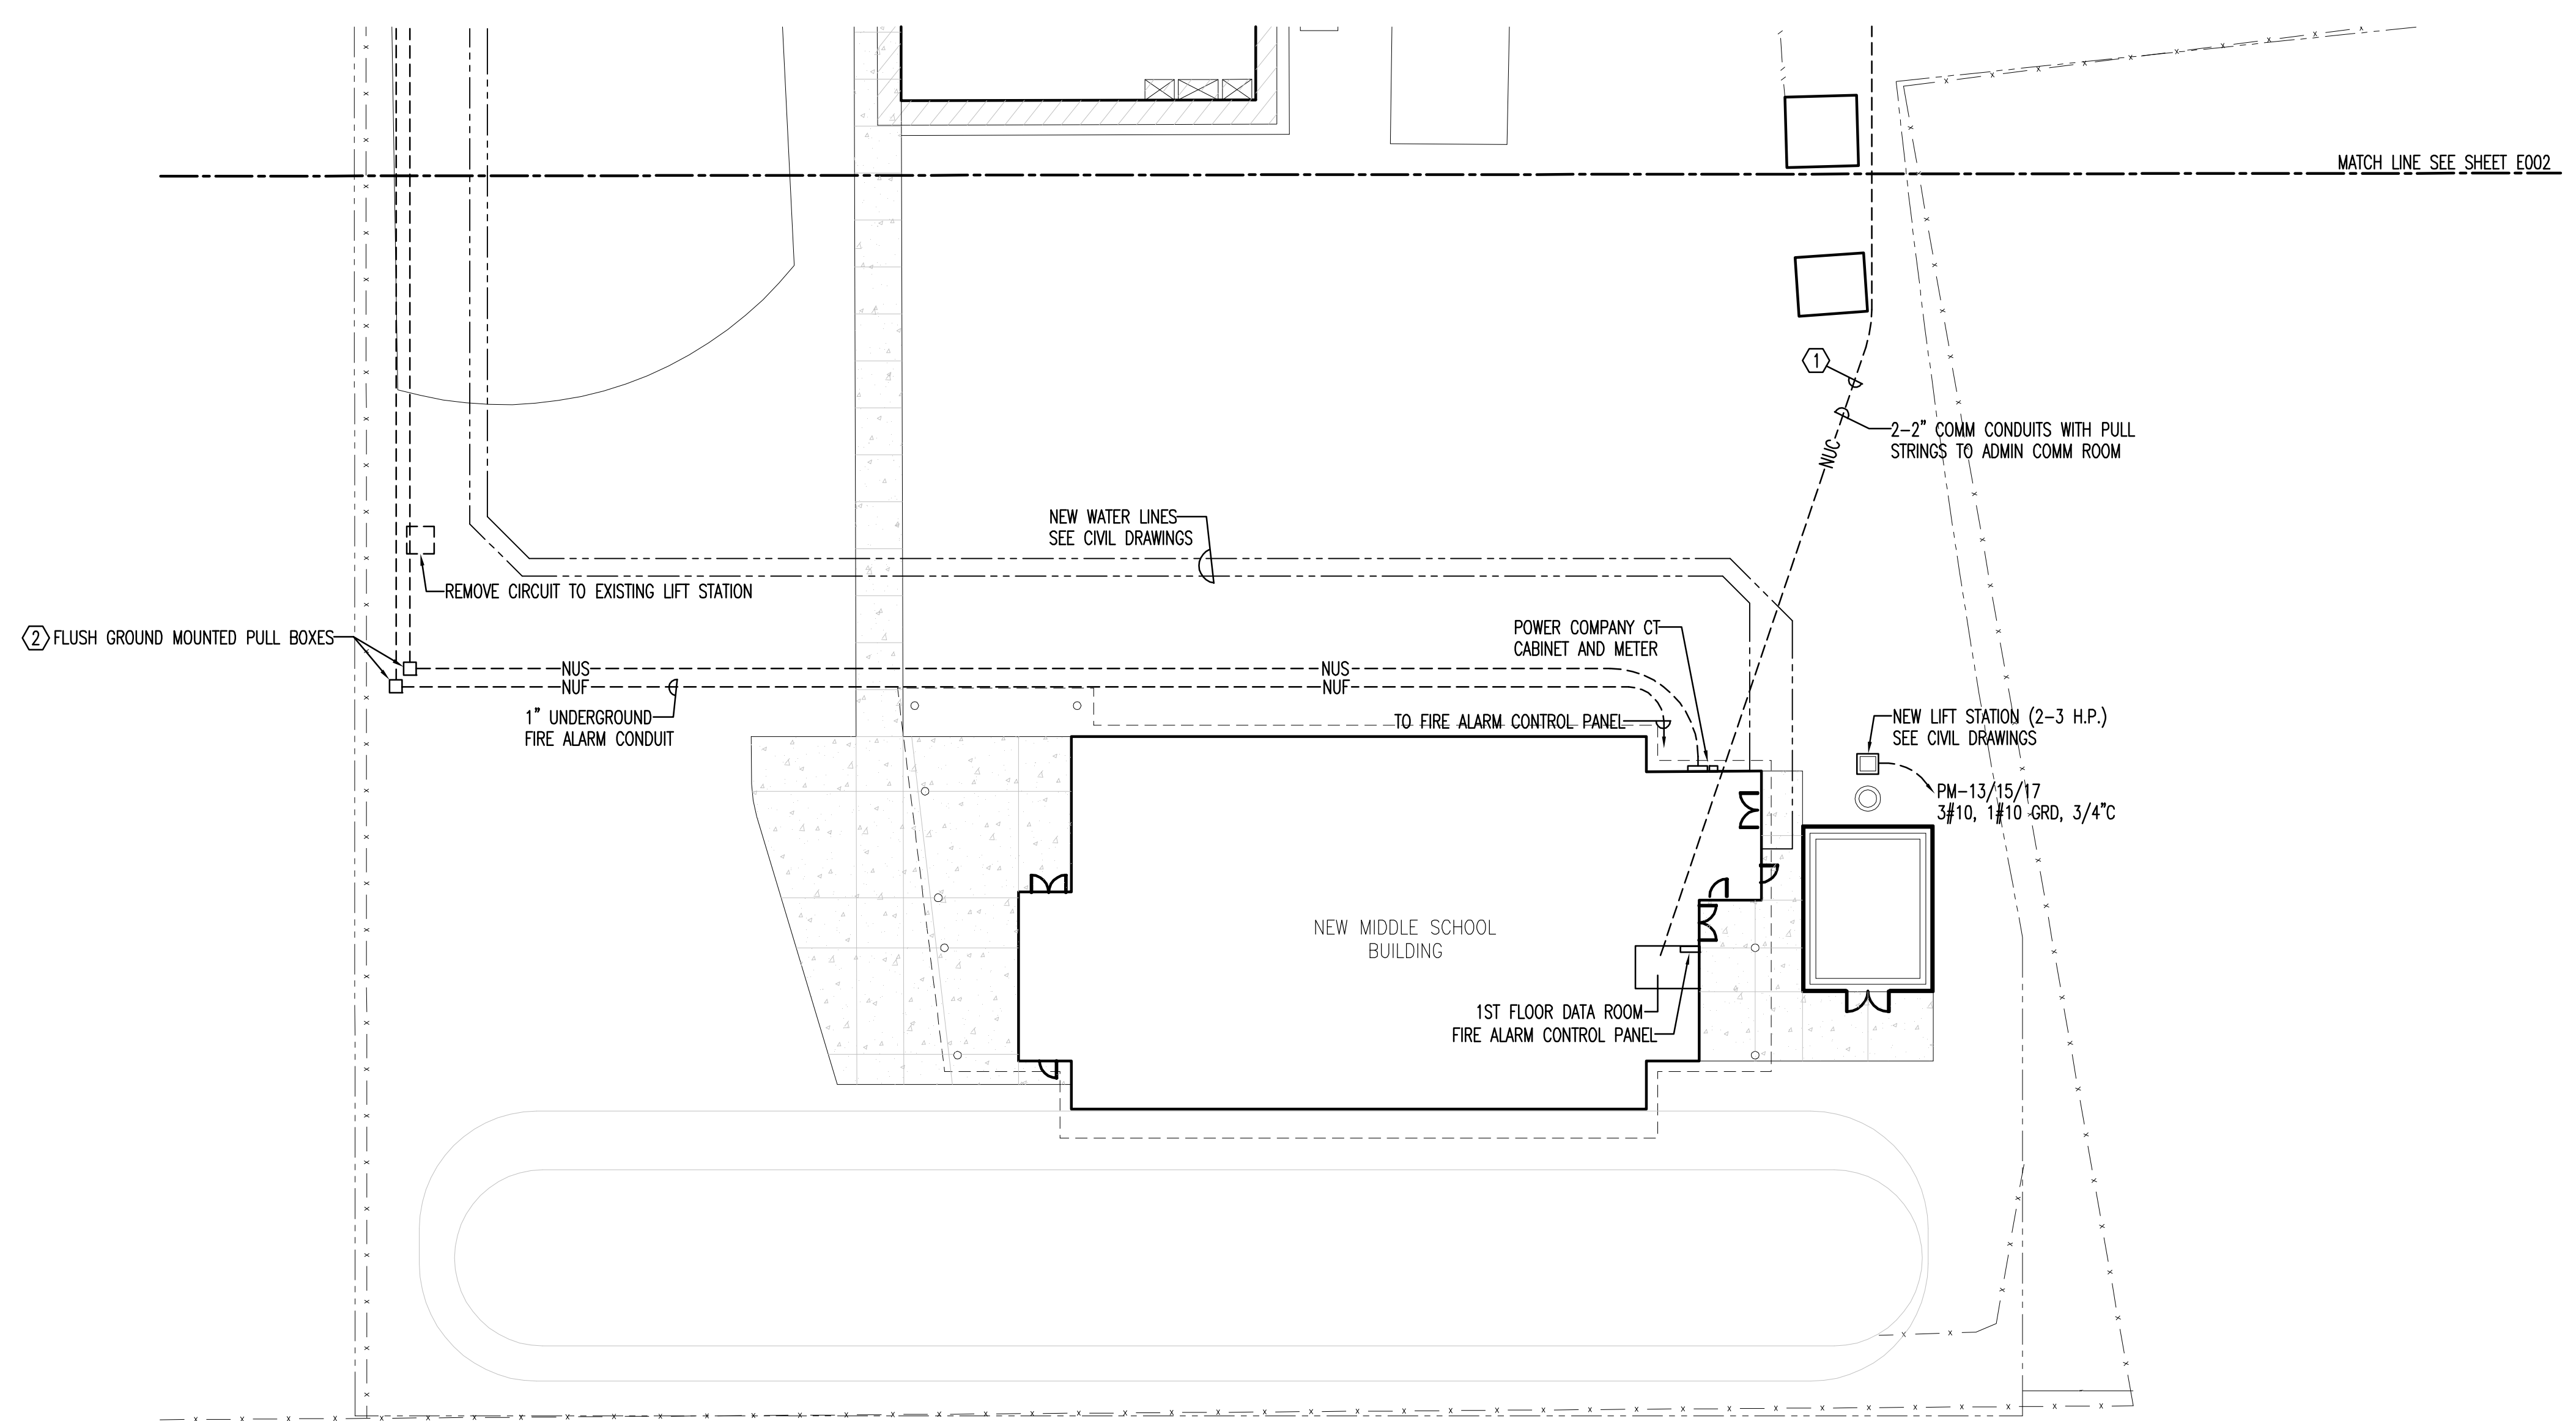 MATCH LINE SEE SHEET E002
1
2-2" COMM CONDUITS WITH PULL
STRINGS TO ADMIN COMM ROOM
NUC
NEW WATER LINES
SEE CIVIL DRAWINGS
REMOVE CIRCUIT TO EXISTING LIFT STATION
2 FLUSH GROUND MOUNTED PULL BOXES
POWER COMPANY CT
CABINET AND METER
NUS
NUS
NUF
NUF
1" UNDERGROUND
FIRE ALARM CONDUIT
TO FIRE ALARM CONTROL PANEL
NEW LIFT STATION (2-3 H.P.)
SEE CIVIL DRAWINGS
PM-13/15/17
3#10, 1#10 GRD, 3/4"C
NEW MIDDLE SCHOOL
BUILDING
1ST FLOOR DATA ROOM
FIRE ALARM CONTROL PANEL